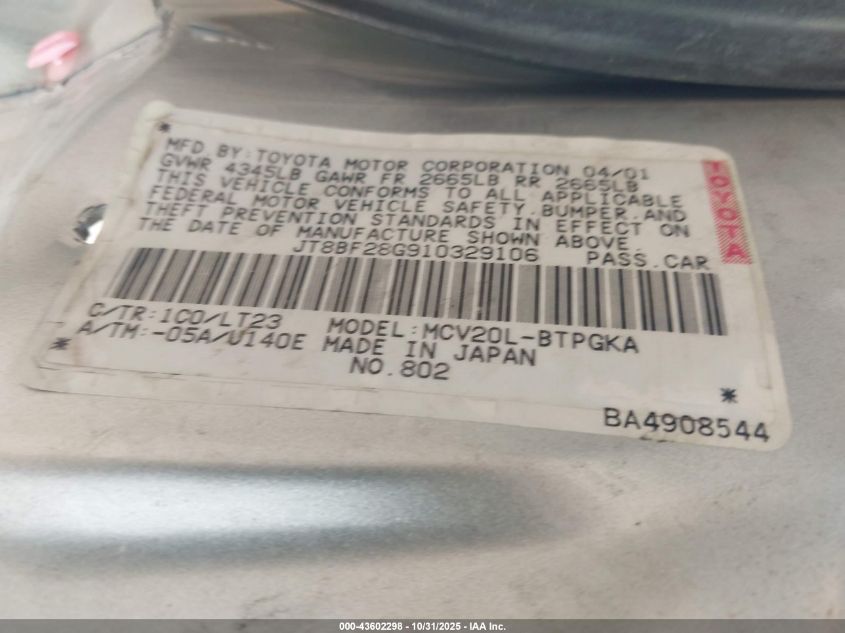 MFD. BY: TOYOTA MOTOR CORPORATION 04/01
GVWR 4345LB GAWR FR 2665LB RR 2665LB
THIS VEHICLE CONFORMS TO ALL APPLICABLE
FEDERAL MOTOR VEHICLE SAFETY, BUMPER, AND
THEFT PREVENTION STANDARDS IN EFFECT ON
THE DATE OF MANUFACTURE SHOWN ABOVE.
JT8BF28G910329106 PASS. CAR
TOYOTA
C/TR: 1C0/LT23 MODEL: MCV20L-BTPGKA
A/TM: -05A/U140E MADE IN JAPAN
NO. 802
BA4908544
000-43602298 - 10/31/2025 - IAA Inc.